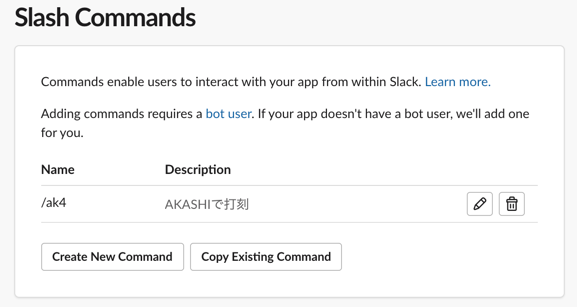 Slash Commands
Commands enable users to interact with your app from within Slack. Learn more.
Adding commands requires a bot user. If your app doesn't have a bot user, we'll add one
for you.
Name Description
/ak4 AKASHIで打刻
Create New Command Copy Existing Command